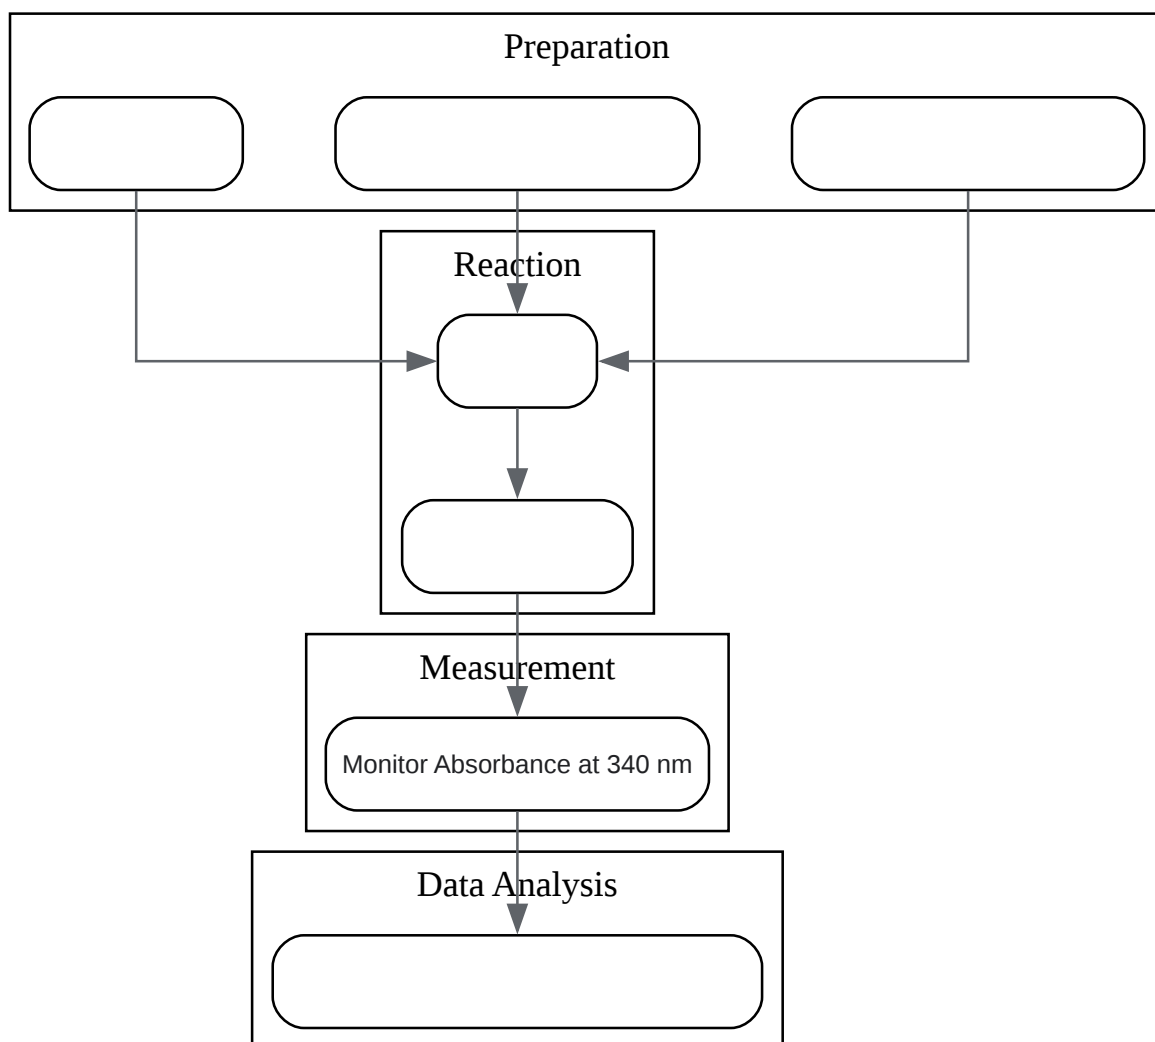 Preparation
Reaction
Measurement
Monitor Absorbance at 340 nm
Data Analysis